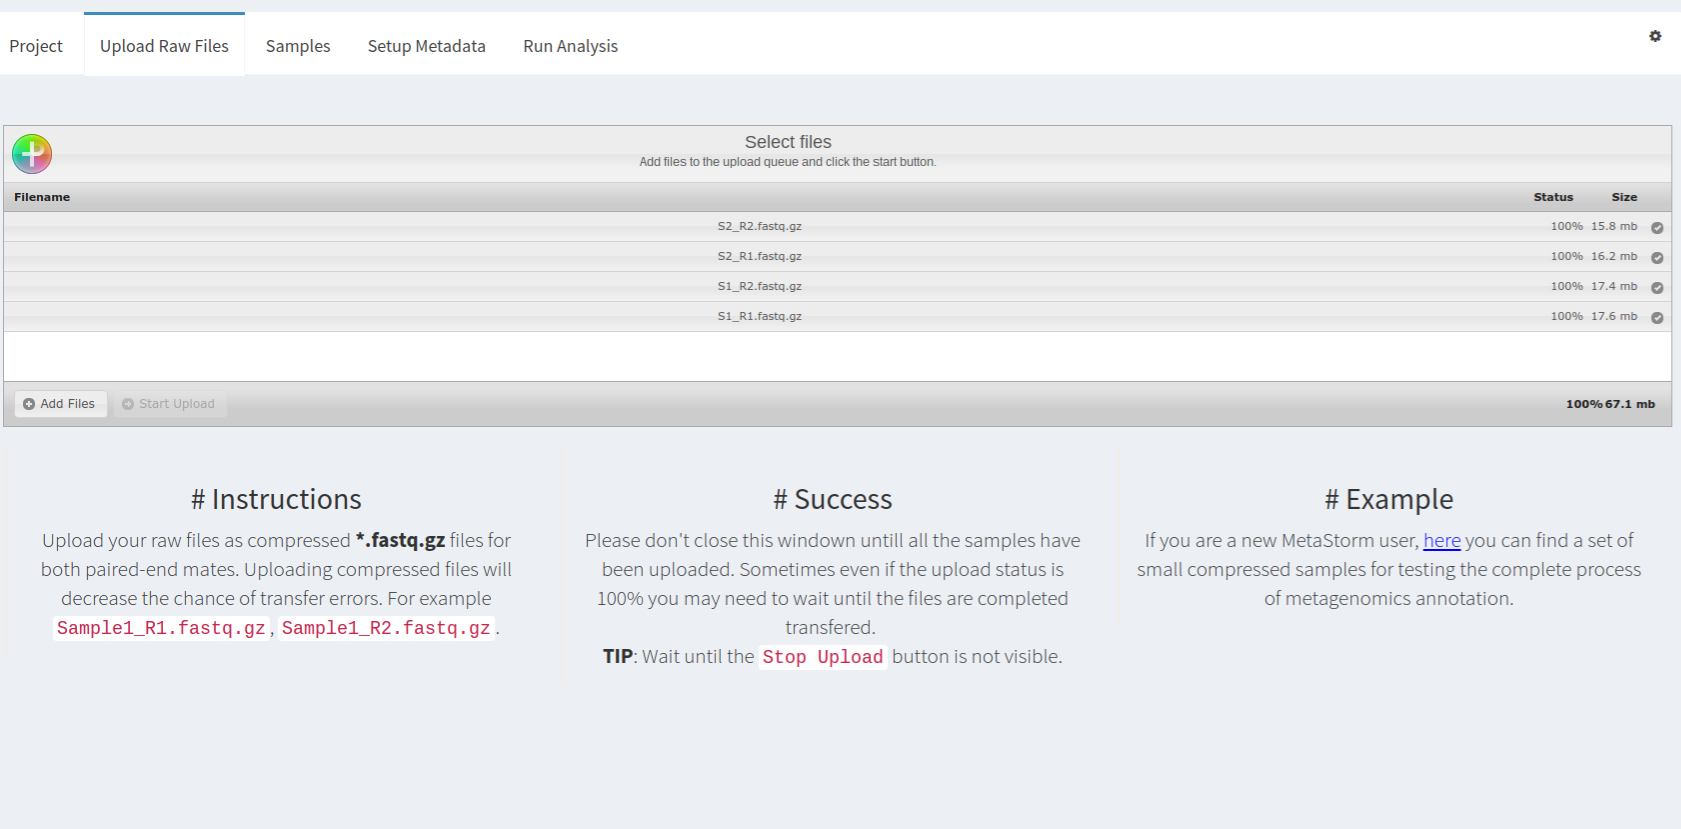 Project Upload Raw Files Samples Setup Metadata Run Analysis
Select files
Add files to the upload queue and click the start button.
Filename Status Size
S2_R2.fastq.gz 100% 15.8 mb
S2_R1.fastq.gz 100% 16.2 mb
S1_R2.fastq.gz 100% 17.4 mb
S1_R1.fastq.gz 100% 17.6 mb
Add Files Start Upload 100% 67.1 mb
# Instructions
Upload your raw files as compressed *.fastq.gz files for
both paired-end mates. Uploading compressed files will
decrease the chance of transfer errors. For example
Sample1_R1.fastq.gz, Sample1_R2.fastq.gz.
# Success
Please don't close this windown untill all the samples have
been uploaded. Sometimes even if the upload status is
100% you may need to wait until the files are completed
transfered.
TIP: Wait until the Stop Upload button is not visible.
# Example
If you are a new MetaStorm user, here you can find a set of
small compressed samples for testing the complete process
of metagenomics annotation.